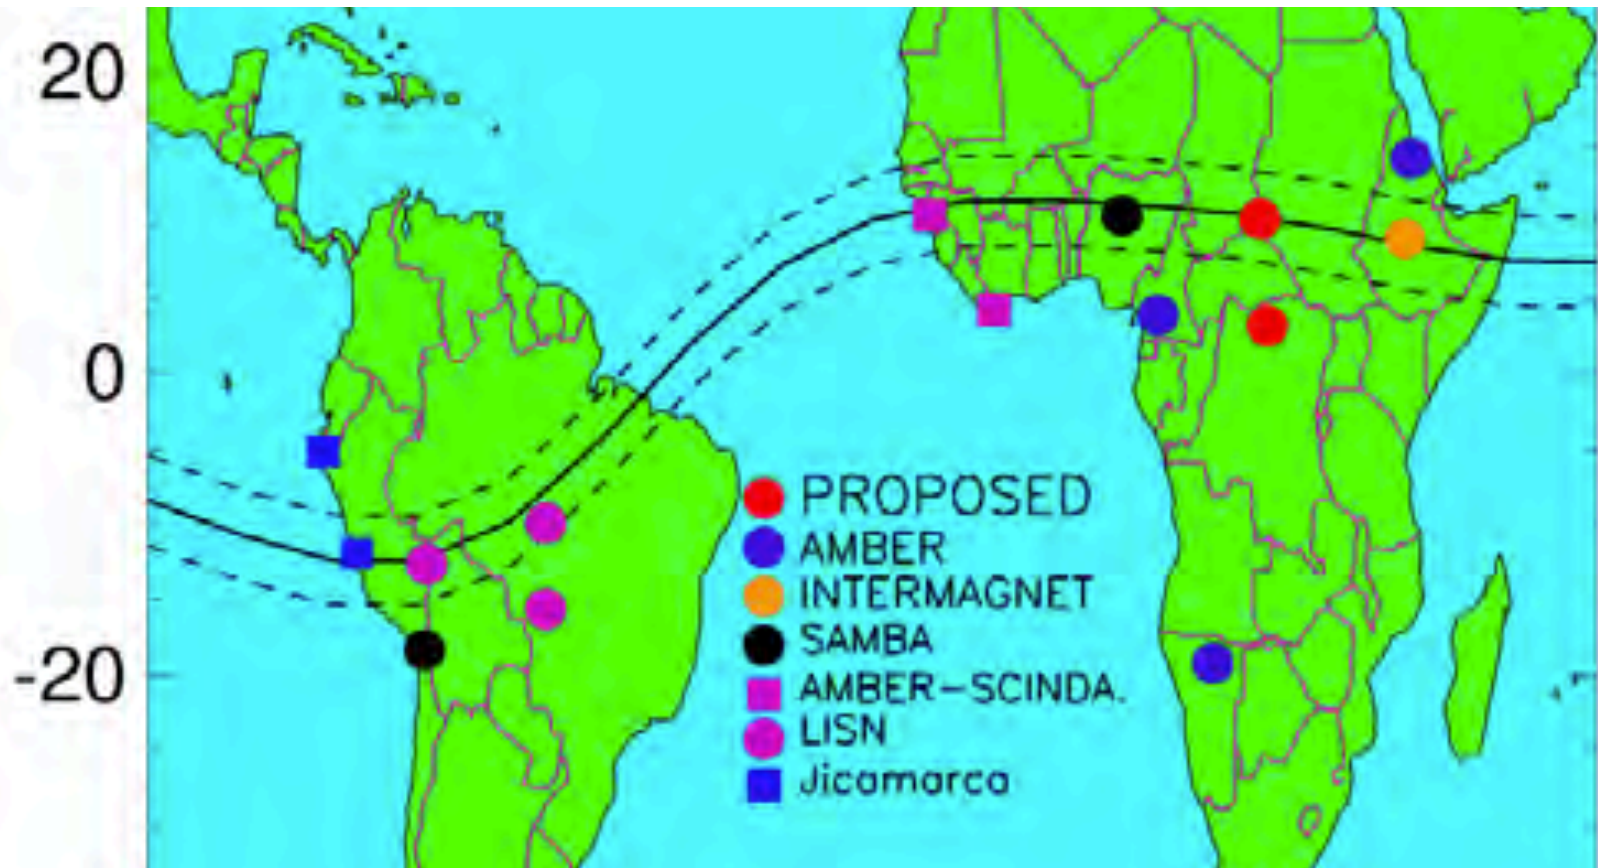 20
0
-20
PROPOSED
AMBER
INTERMAGNET
SAMBA
AMBER-SCINDA.
LISN
Jicamarca